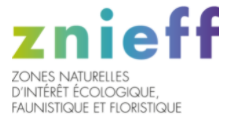 znieff
ZONES NATURELLES
D'INTÉRÊT ÉCOLOGIQUE,
FAUNISTIQUE ET FLORISTIQUE